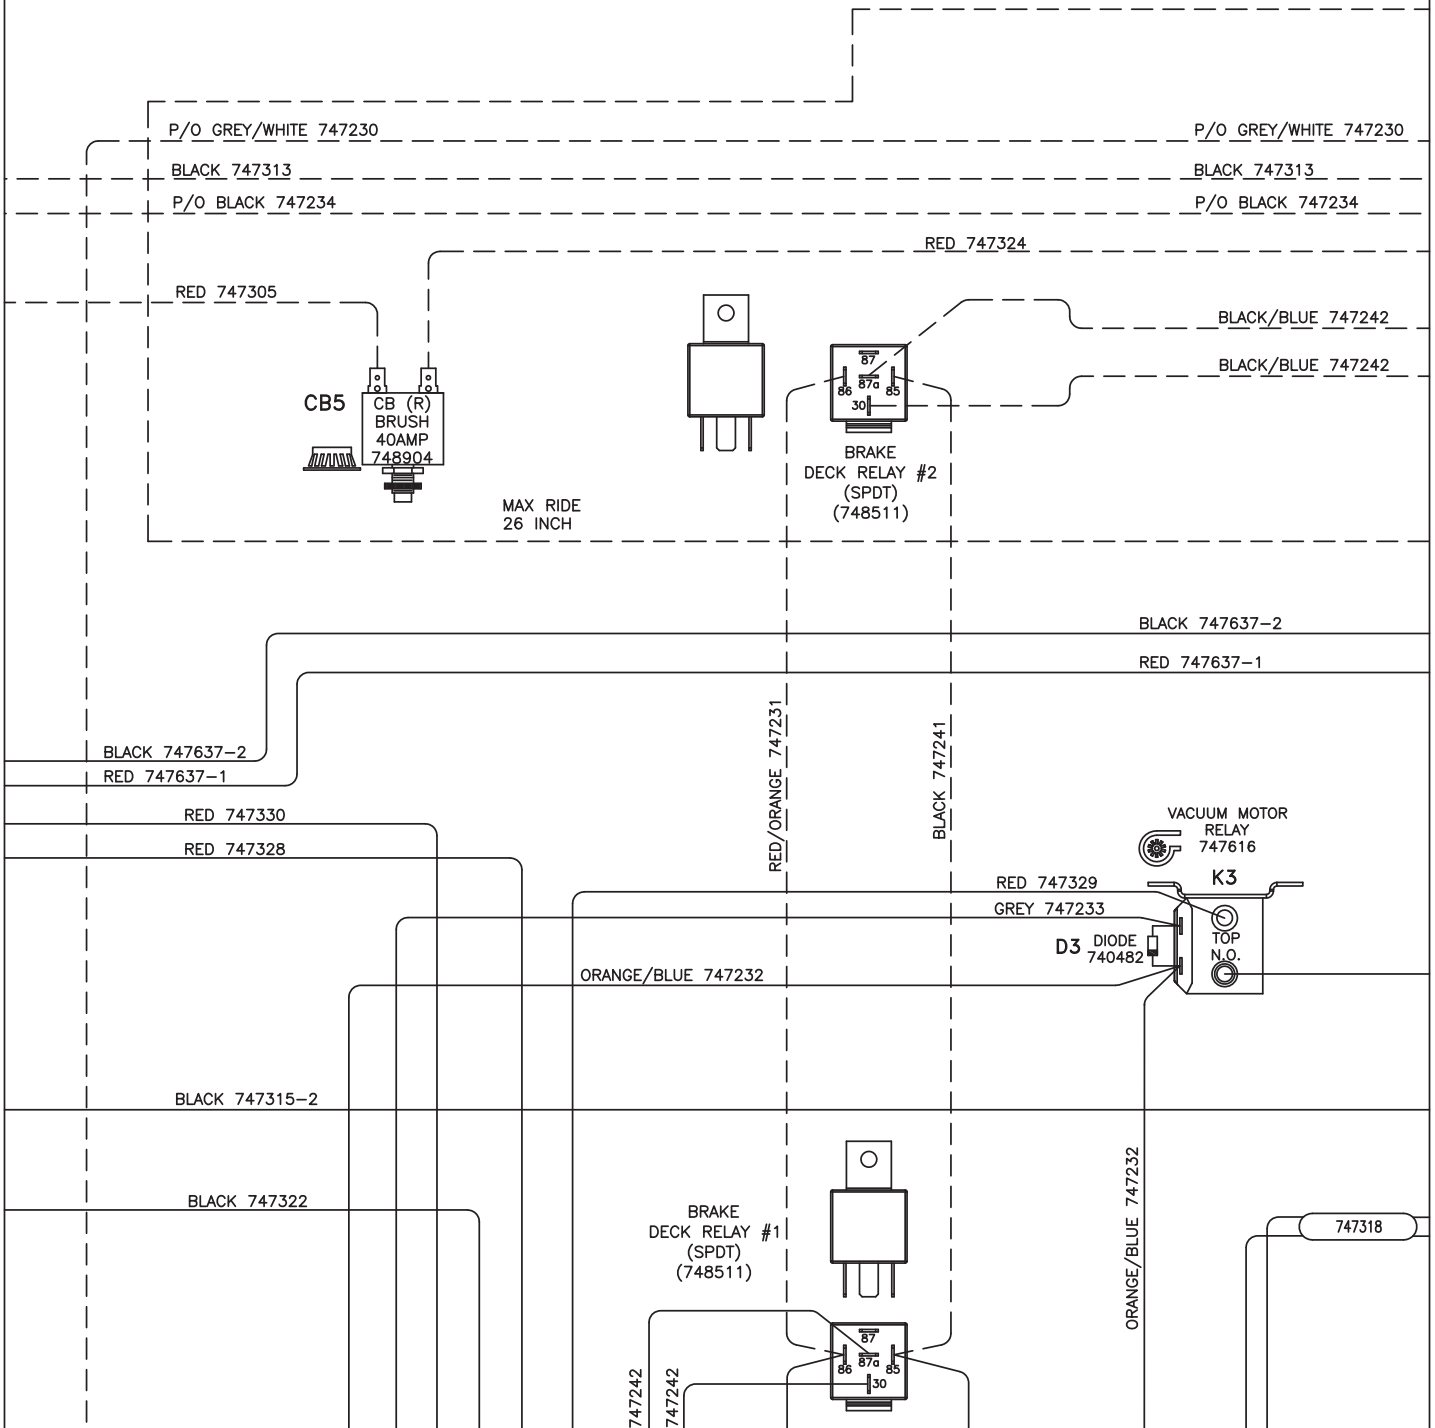 P/O GREY/WHITE 747230
P/O GREY/WHITE 747230
BLACK 747313
BLACK 747313
P/O BLACK 747234
P/O BLACK 747234
RED 747324
RED 747305
BLACK/BLUE 747242
BLACK/BLUE 747242
CB5
CB (R)
BRUSH
40AMP
748904
87
86
87a
85
30
BRAKE
DECK RELAY #2
(SPDT)
(748511)
MAX RIDE
26 INCH
BLACK 747637-2
RED 747637-1
RED/ORANGE 747231
BLACK 747241
BLACK 747637-2
RED 747637-1
RED 747330
RED 747328
VACUUM MOTOR
RELAY
747616
K3
RED 747329
GREY 747233
TOP
N.O.
D3
DIODE
740482
ORANGE/BLUE 747232
BLACK 747315-2
ORANGE/BLUE 747232
BLACK 747322
BRAKE
DECK RELAY #1
(SPDT)
(748511)
747318
87
86
87a
85
30
747242
747242